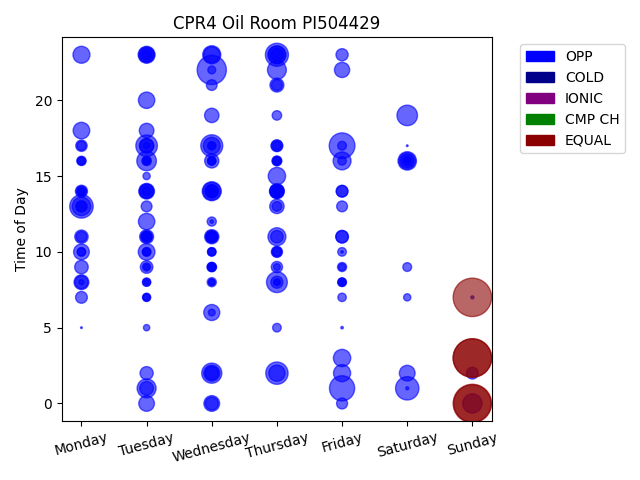 CPR4 Oil Room PI504429
OPP
COLD
IONIC
CMP CH
EQUAL
Time of Day
20
15
10
5
0
Monday
Tuesday
Wednesday
Thursday
Friday
Saturday
Sunday